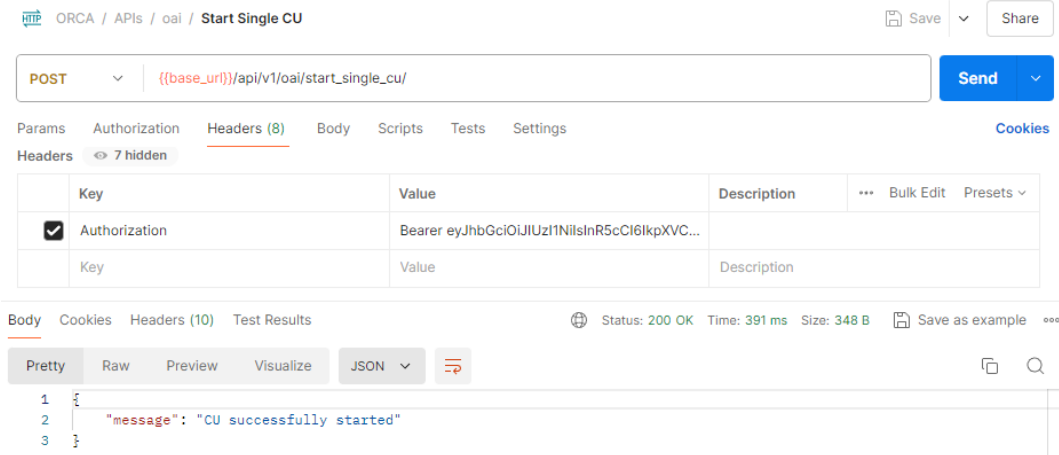 HTTP ORCA / APIs / oai / Start Single CU Save Share
POST {{base_url}}/api/v1/oai/start_single_cu/ Send
Params Authorization Headers (8) Body Scripts Tests Settings Cookies
Headers 7 hidden
Key Value Description ••• Bulk Edit Presets
Authorization Bearer eyJhbGciOiJIUzI1NiIsInR5cCI6IkpXVC...
Key Value Description
Body Cookies Headers (10) Test Results Status: 200 OK Time: 391 ms Size: 348 B Save as example
Pretty Raw Preview Visualize JSON
1 {
2 "message": "CU successfully started"
3 }